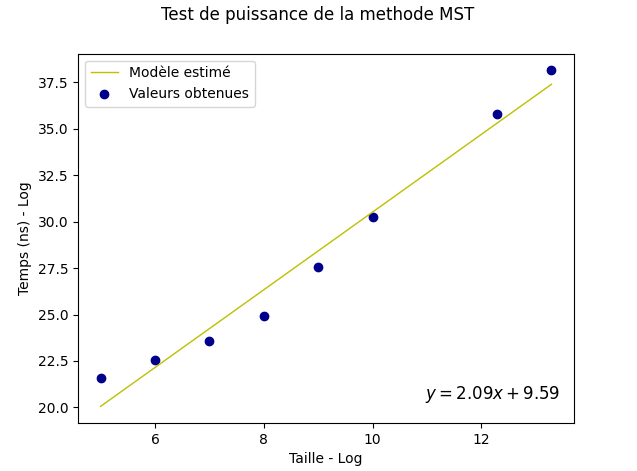 Test de puissance de la methode MST
Modèle estimé
Valeurs obtenues
37.5
35.0
32.5
30.0
27.5
25.0
22.5
20.0
Temps (ns) - Log
y = 2.09x + 9.59
6
8
10
12
Taille - Log